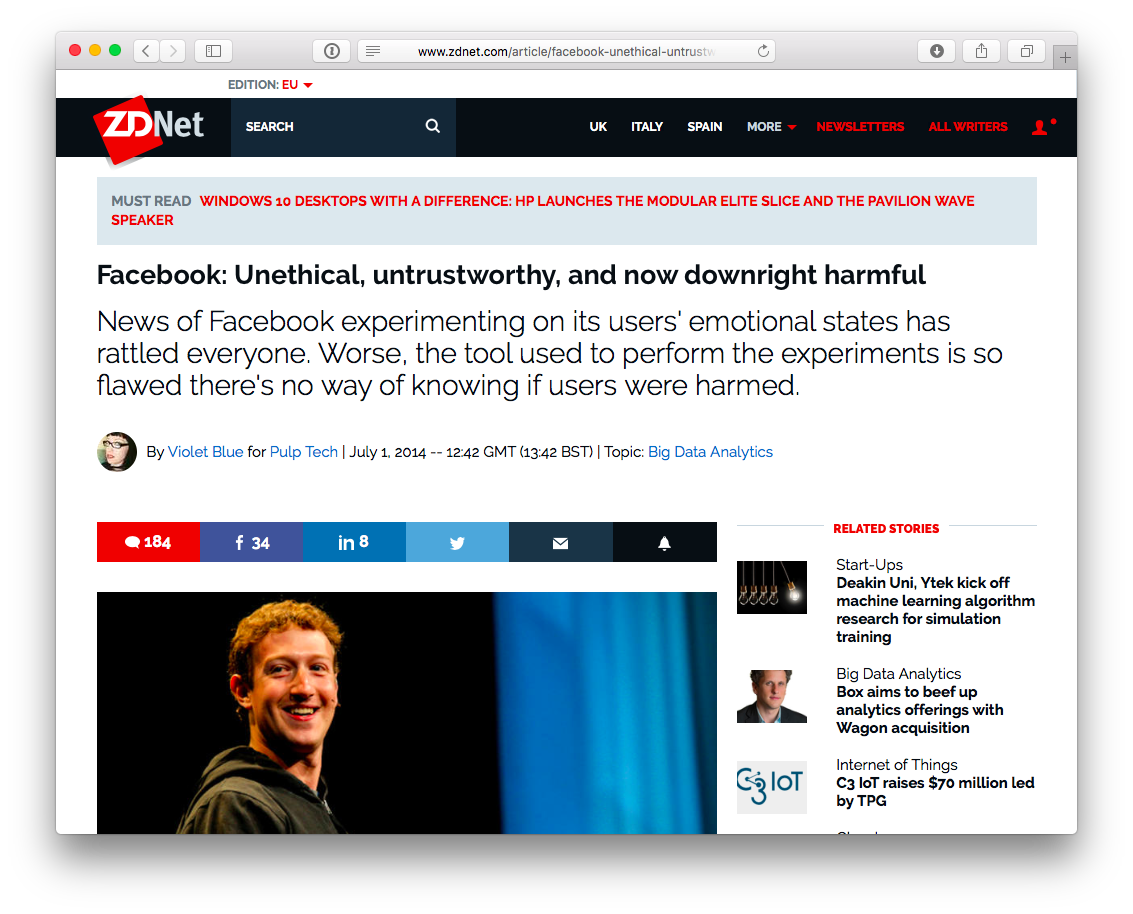 www.zdnet.com/article/facebook-unethical-untrustw
EDITION: EU
ZDNet
SEARCH
UK ITALY SPAIN MORE NEWSLETTERS ALL WRITERS
MUST READ WINDOWS 10 DESKTOPS WITH A DIFFERENCE: HP LAUNCHES THE MODULAR ELITE SLICE AND THE PAVILION WAVE
SPEAKER
Facebook: Unethical, untrustworthy, and now downright harmful
News of Facebook experimenting on its users' emotional states has
rattled everyone. Worse, the tool used to perform the experiments is so
flawed there's no way of knowing if users were harmed.
By Violet Blue for Pulp Tech | July 1, 2014 -- 12:42 GMT (13:42 BST) | Topic: Big Data Analytics
184
34
in 8
RELATED STORIES
Start-Ups
Deakin Uni, Ytek kick off
machine learning algorithm
research for simulation
training
Big Data Analytics
Box aims to beef up
analytics offerings with
Wagon acquisition
C3 IoT
Internet of Things
C3 IoT raises $70 million led
by TPG